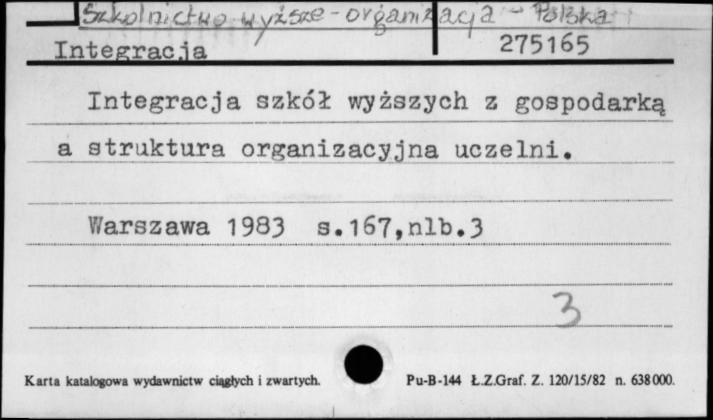 Szkolnictwo wyższe - organizacja - Polska
Integracja 275165
Integracja szkół wyższych z gospodarką
a struktura organizacyjna uczelni.
Warszawa 1983 s.167,nlb.3
3
Karta katalogowa wydawnictw ciągłych i zwartych. Pu-B-144 Ł.Z.Graf. Z. 120/15/82 n. 638000.